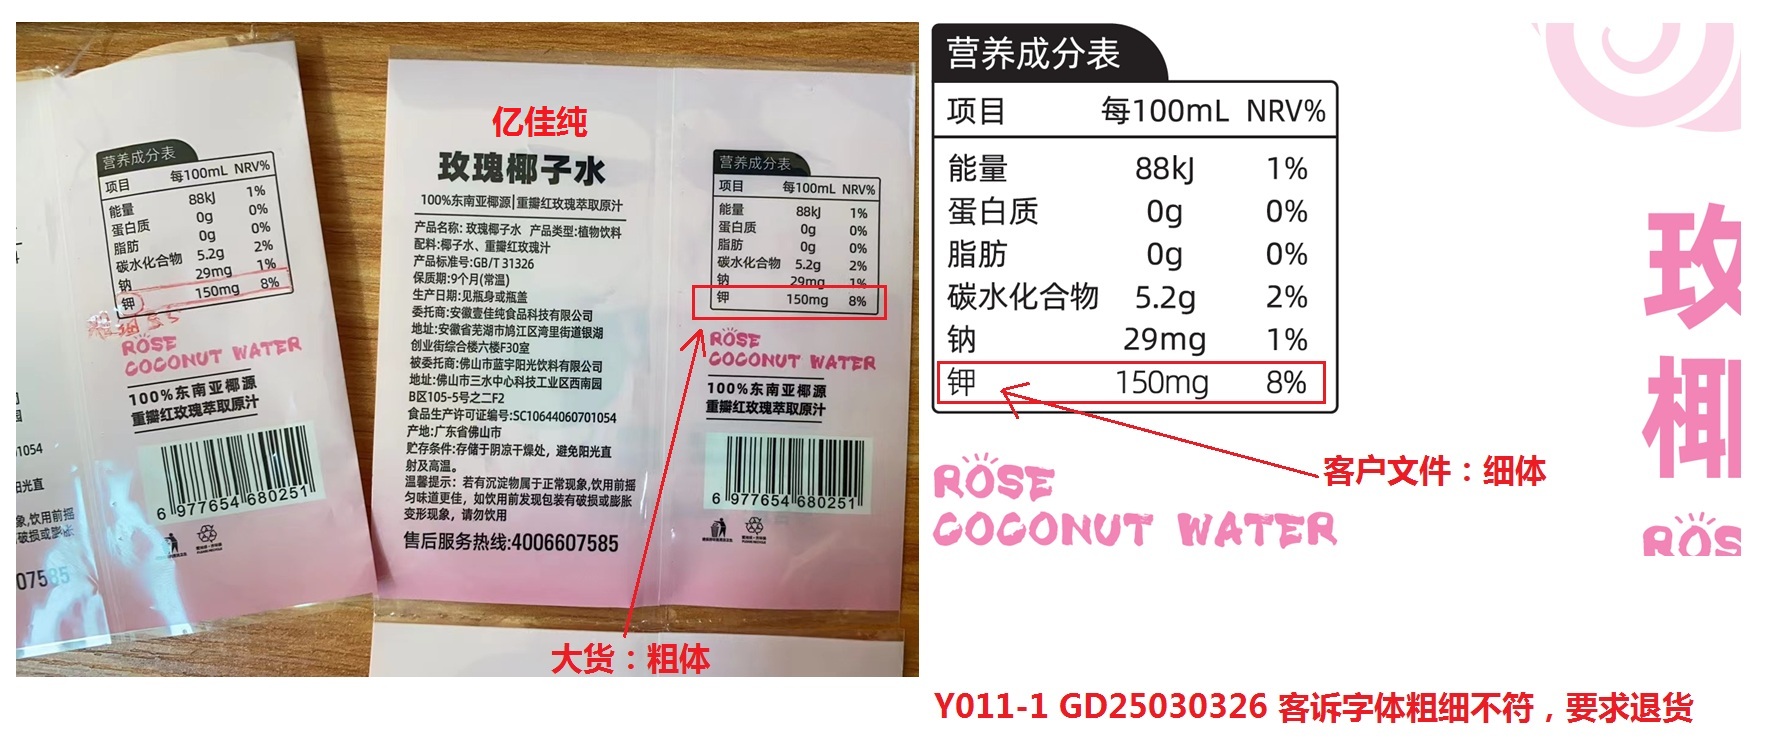 营养成分表
项目 每100mL NRV%
能量 88kJ 1%
蛋白质 0g 0%
脂肪 0g 0%
碳水化合物 5.2g 2%
钠 29mg 1%
钾 150mg 8%
ROSE
COCONUT WATER
100%东南亚椰源
重瓣红玫瑰萃取原汁
6 977654 680251
1054
阳光直
象,饮用前摇
破损或膨胀
07585
亿佳纯
玫瑰椰子水
100%东南亚椰源|重瓣红玫瑰萃取原汁
产品名称: 玫瑰椰子水 产品类型:植物饮料
配料:椰子水、重瓣红玫瑰汁
产品标准号:GB/T 31326
保质期:9个月(常温)
生产日期:见瓶身或瓶盖
委托商:安徽壹佳纯食品科技有限公司
地址:安徽省芜湖市鸠江区湾里街道银湖
创业街综合楼六楼F30室
被委托商:佛山市蓝宇阳光饮料有限公司
地址:佛山市三水中心科技工业区西南园
B区105-5号之二F2
食品生产许可证编号:SC10644060701054
产地:广东省佛山市
贮存条件:存储于阴凉干燥处，避免阳光直
射及高温。
温馨提示：若有沉淀物属于正常现象,饮用前摇
匀味道更佳，如饮用前发现包装有破损或膨胀
变形现象，请勿饮用
售后服务热线:4006607585
营养成分表
项目 每100mL NRV%
能量 88kJ 1%
蛋白质 0g 0%
脂肪 0g 0%
碳水化合物 5.2g 2%
钠 29mg 1%
钾 150mg 8%
ROSE
COCONUT WATER
100%东南亚椰源
重瓣红玫瑰萃取原汁
6 977654 680251
大货：粗体
营养成分表
项目 每100mL NRV%
能量 88kJ 1%
蛋白质 0g 0%
脂肪 0g 0%
碳水化合物 5.2g 2%
钠 29mg 1%
钾 150mg 8%
客户文件：细体
ROSE
COCONUT WATER
玫
椰
ROS
Y011-1 GD25030326 客诉字体粗细不符，要求退货